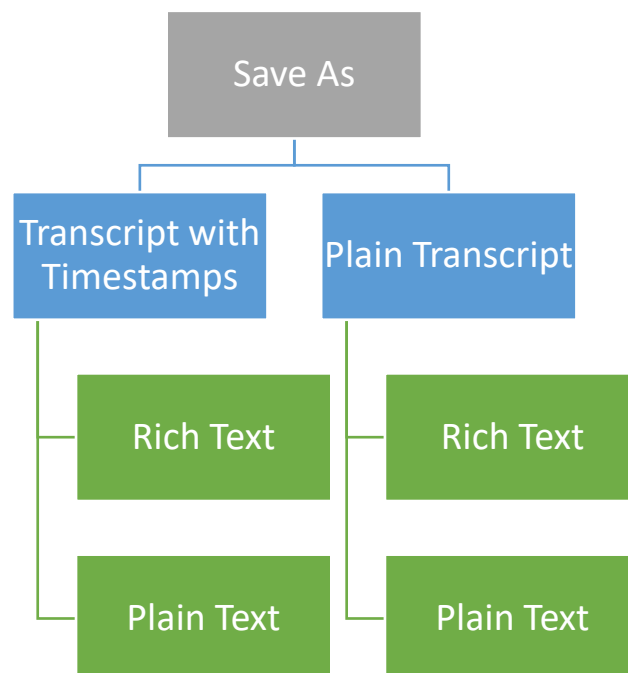 Save As
Transcript with
Timestamps
Plain Transcript
Rich Text
Rich Text
Plain Text
Plain Text